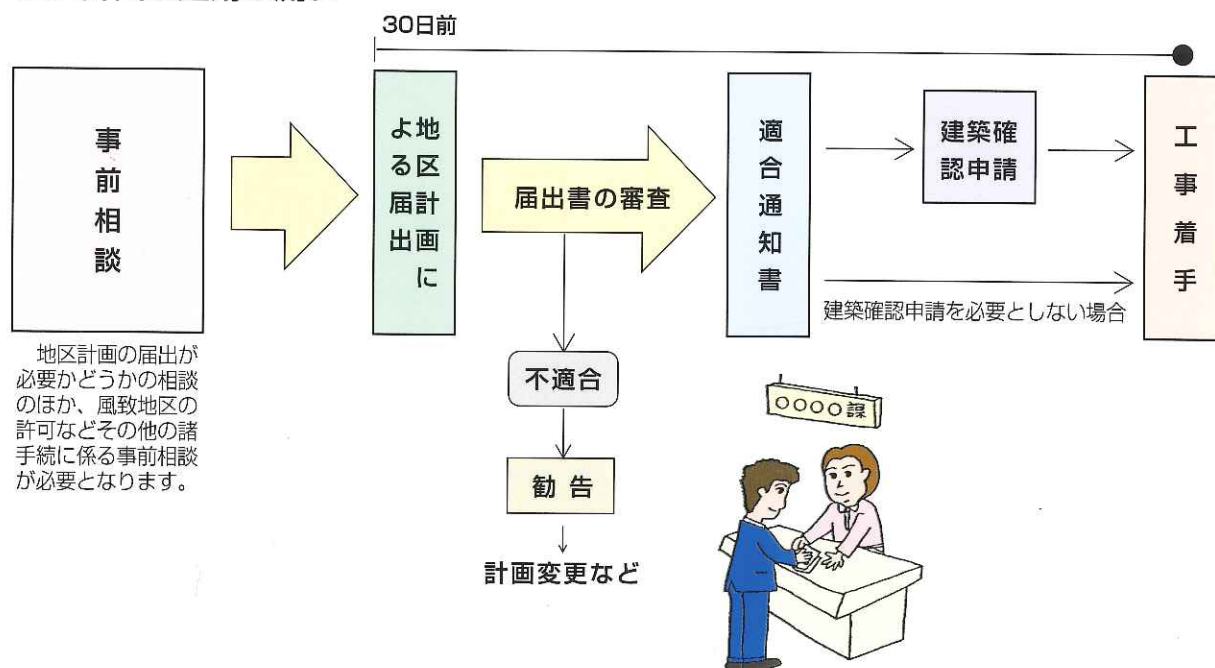 30日前
事前相談
地区計画に
よる届出
届出書の審査
適合通知書
建築確
認申請
工事着手
建築確認申請を必要としない場合
地区計画の届出が
必要かどうかの相談
のほか、風致地区の
許可などその他の諸
手続に係る事前相談
が必要となります。
不適合
勧告
計画変更など
○○○○課